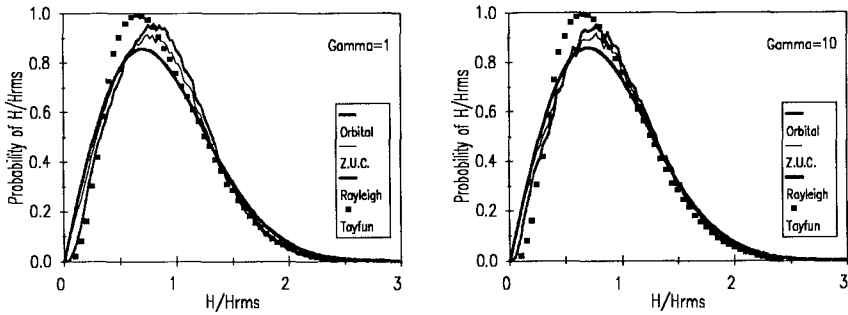 Probability of H/Hrms
1.0
0.8
0.6
0.4
0.2
0.0
Gamma=1
Orbital
Z.U.C.
Rayleigh
Tayfun
0 1 2 3
H/Hrms
Probability of H/Hrms
1.0
0.8
0.6
0.4
0.2
0.0
Gamma=10
Orbital
Z.U.C.
Rayleigh
Tayfun
0 1 2 3
H/Hrms